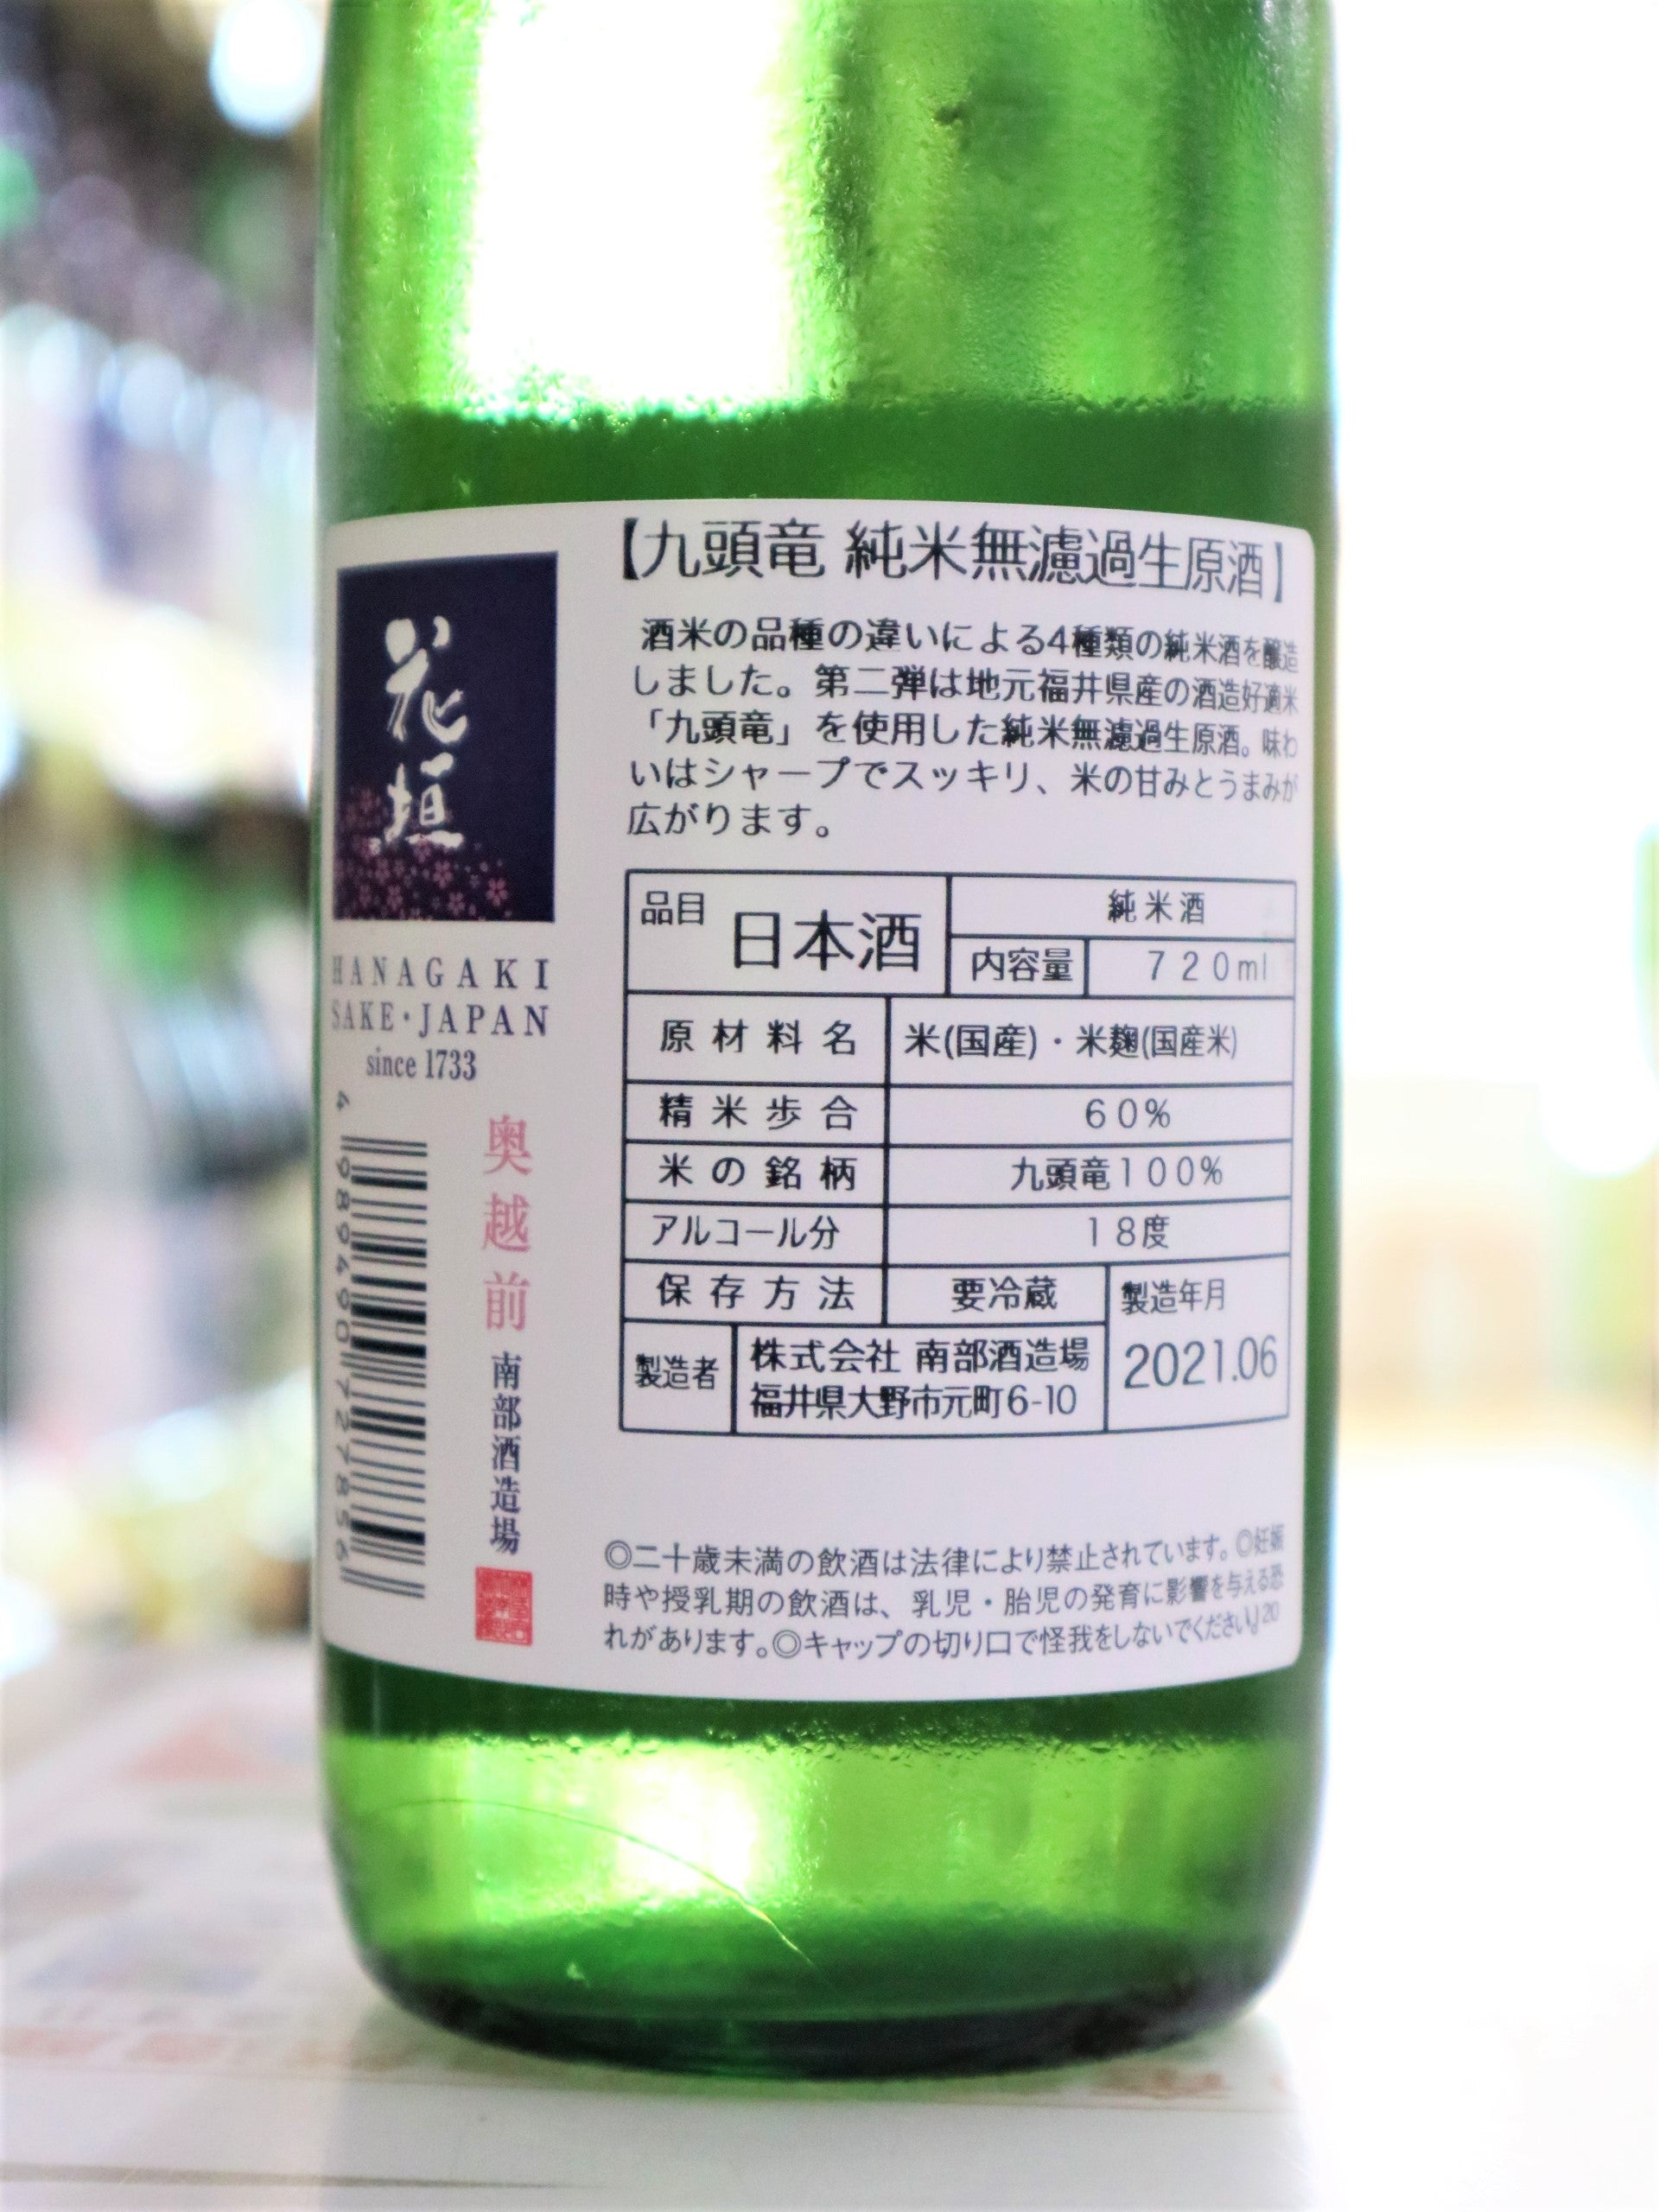 花垣
HANAGAKI
SAKE・JAPAN
since 1733
奥越前
南部酒造場
4 989490 727856
【九頭竜 純米無濾過生原酒】
酒米の品種の違いによる4種類の純米酒を醸造
しました。第二弾は地元福井県産の酒造好適米
「九頭竜」を使用した純米無濾過生原酒。味わ
いはシャープでスッキリ、米の甘みとうまみが
広がります。
品目 日本酒 純米酒
内容量 720ml
原材料名 米(国産)・米麹(国産米)
精米歩合 60%
米の銘柄 九頭竜100%
アルコール分 18度
保存方法 要冷蔵 製造年月
2021.06
製造者 株式会社 南部酒造場
福井県大野市元町6-10
◎二十歳未満の飲酒は法律により禁止されています。◎妊娠
時や授乳期の飲酒は、乳児・胎児の発育に影響を与える恐
れがあります。◎キャップの切り口で怪我をしないでください。